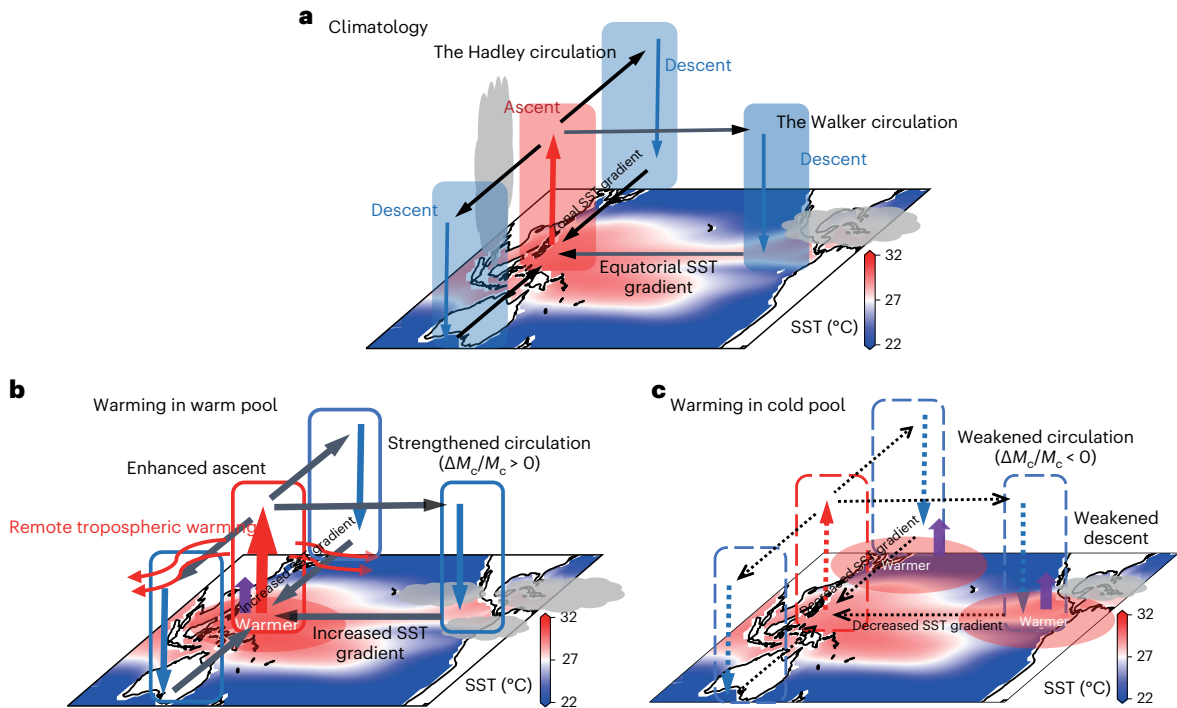 a
Climatology
The Hadley circulation
Descent
Ascent
The Walker circulation
Descent
Descent
Zonal SST gradient
Equatorial SST
gradient
32
27
22
SST (°C)
b
Warming in warm pool
Strengthened circulation
(ΔMc/Mc > 0)
Enhanced ascent
Remote tropospheric warming
Increased SST gradient
Warmer
Increased SST
gradient
32
27
22
SST (°C)
c
Warming in cold pool
Weakened circulation
(ΔMc/Mc < 0)
Weakened
descent
Decreased SST gradient
Warmer
Warmer
Decreased SST gradient
32
27
22
SST (°C)